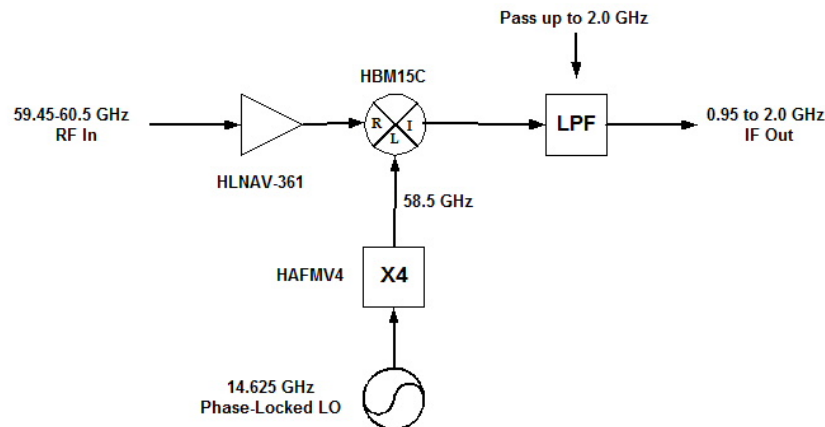 Pass up to 2.0 GHz
HBM15C
59.45-60.5 GHz
RF In
R
I
L
LPF
0.95 to 2.0 GHz
IF Out
HLNAV-361
58.5 GHz
HAFMV4
X4
14.625 GHz
Phase-Locked LO